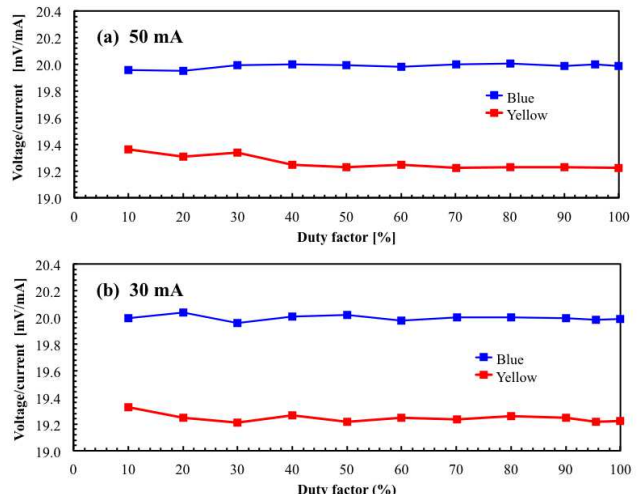 20.4
(a) 50 mA
20.2
20.0
19.8
19.6
19.4
19.2
19.0
Voltage/current [mV/mA]
Blue
Yellow
0 10 20 30 40 50 60 70 80 90 100
Duty factor [%]
20.4
(b) 30 mA
20.2
20.0
19.8
19.6
19.4
19.2
19.0
Voltage/current [mV/mA]
Blue
Yellow
0 10 20 30 40 50 60 70 80 90 100
Duty factor (%)